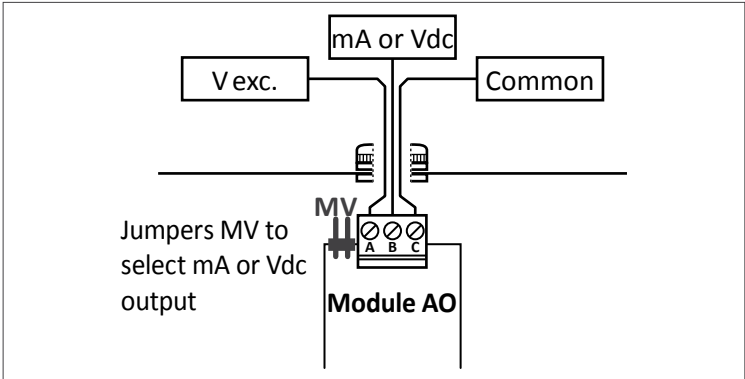 mA or Vdc
V exc.
Common
MV
A B C
Jumpers MV to
select mA or Vdc
output
Module AO